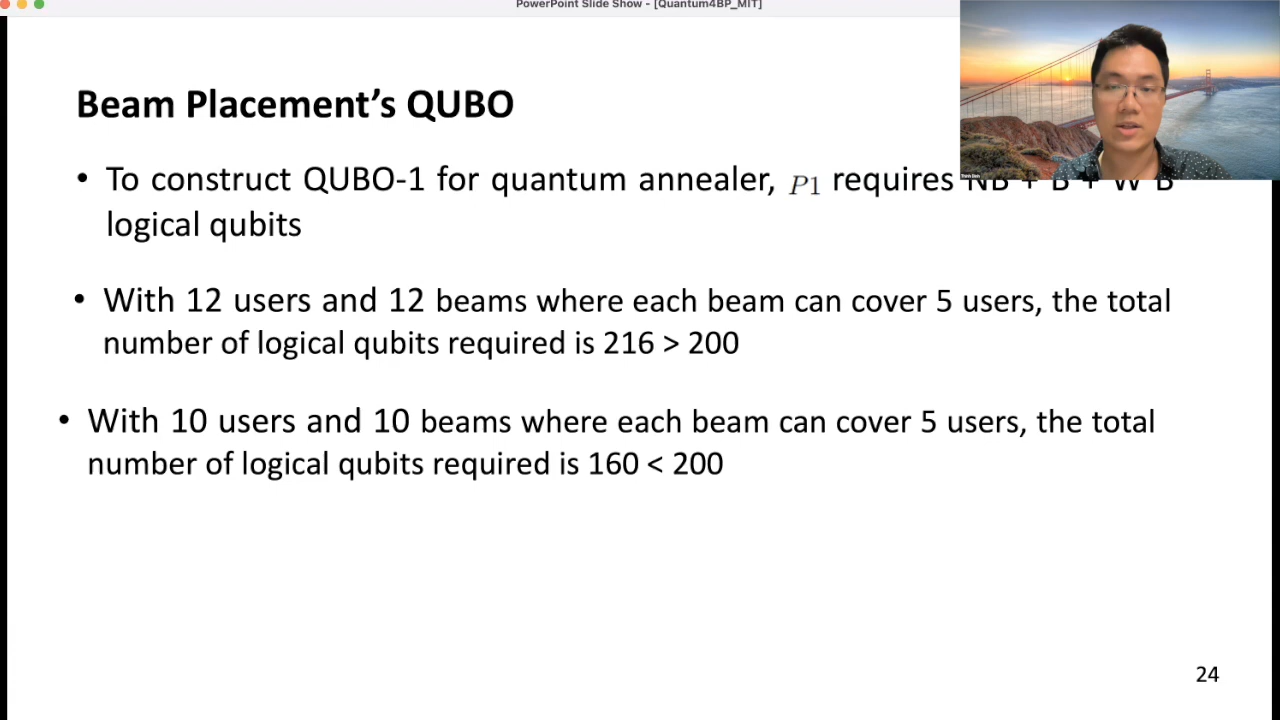 PowerPoint Slide Show - [Quantum4BP_MIT]
Beam Placement's QUBO
• To construct QUBO-1 for quantum annealer, P1 requires NB + B + W B
logical qubits
• With 12 users and 12 beams where each beam can cover 5 users, the total
number of logical qubits required is 216 > 200
• With 10 users and 10 beams where each beam can cover 5 users, the total
number of logical qubits required is 160 < 200
24